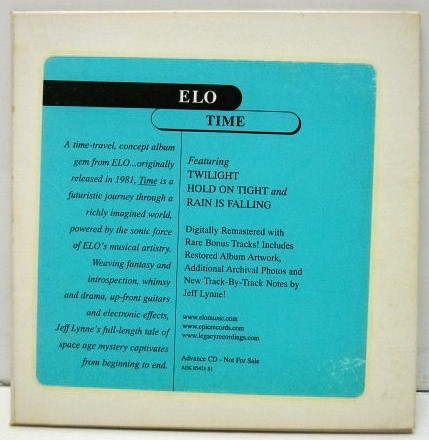 ELO
TIME
A time-travel, concept album
gem from ELO...originally
released in 1981, Time is a
futuristic journey through a
richly imagined world,
powered by the sonic force
of ELO's musical artistry.
Weaving fantasy and
introspection, whimsy
and drama, up-front guitars
and electronic effects,
Jeff Lynne's full-length tale of
space age mystery captivates
from beginning to end.
Featuring
TWILIGHT
HOLD ON TIGHT and
RAIN IS FALLING
Digitally Remastered with
Rare Bonus Tracks! Includes
Restored Album Artwork,
Additional Archival Photos and
New Track-By-Track Notes by
Jeff Lynne!
www.elomusic.com
www.epicrecords.com
www.legacyrecordings.com
Advance CD - Not For Sale